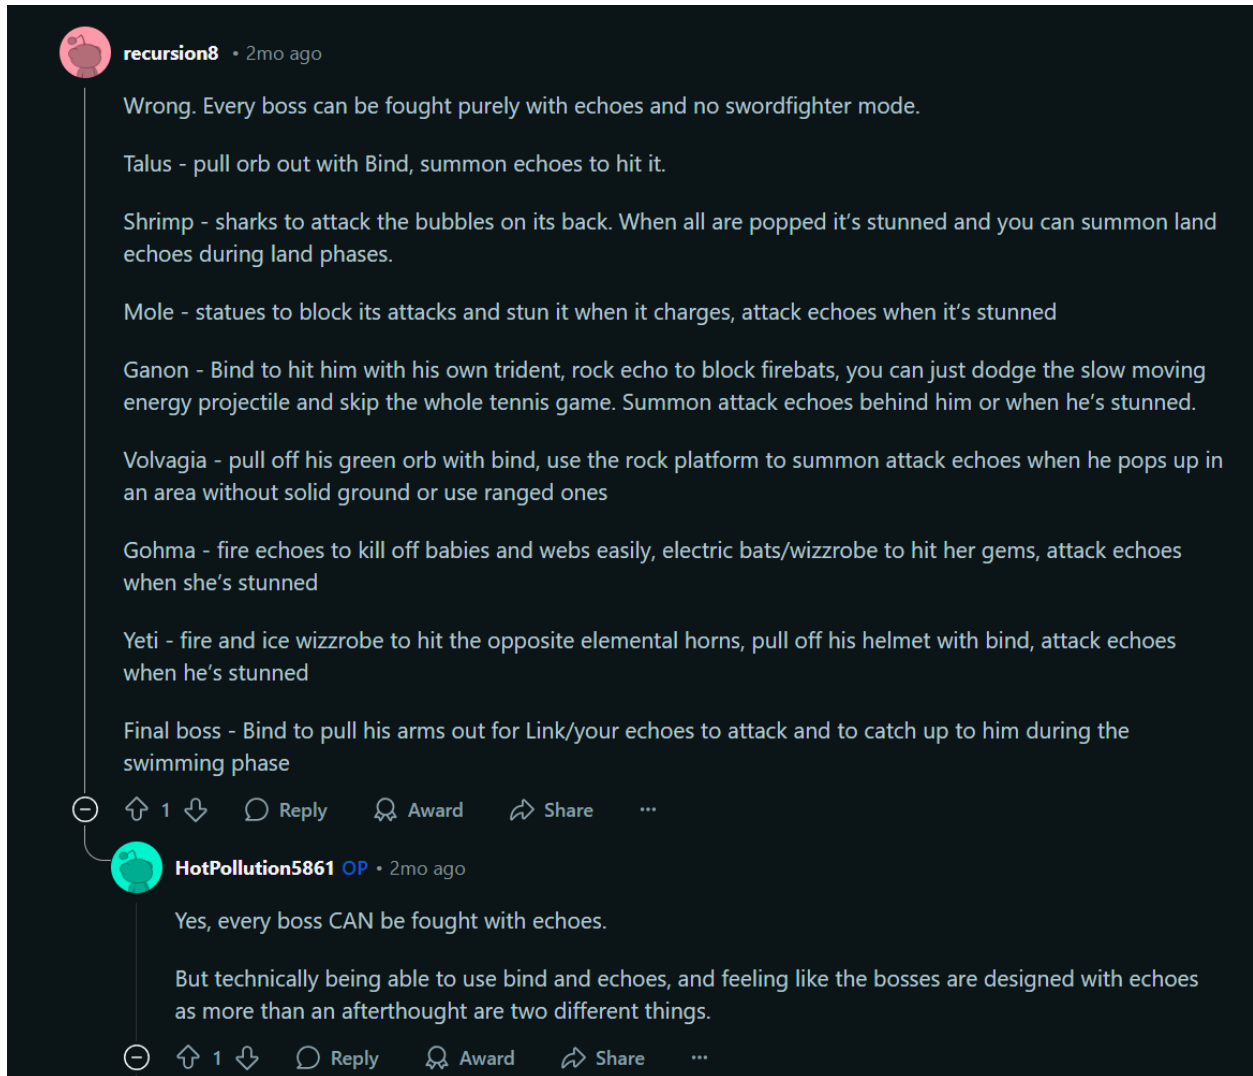 recursion8 • 2mo ago
Wrong. Every boss can be fought purely with echoes and no swordfighter mode.
Talus - pull orb out with Bind, summon echoes to hit it.
Shrimp - sharks to attack the bubbles on its back. When all are popped it’s stunned and you can summon land
echoes during land phases.
Mole - statues to block its attacks and stun it when it charges, attack echoes when it’s stunned
Ganon - Bind to hit him with his own trident, rock echo to block firebats, you can just dodge the slow moving
energy projectile and skip the whole tennis game. Summon attack echoes behind him or when he’s stunned.
Volvagia - pull off his green orb with bind, use the rock platform to summon attack echoes when he pops up in
an area without solid ground or use ranged ones
Gohma - fire echoes to kill off babies and webs easily, electric bats/wizzrobe to hit her gems, attack echoes
when she’s stunned
Yeti - fire and ice wizzrobe to hit the opposite elemental horns, pull off his helmet with bind, attack echoes
when he’s stunned
Final boss - Bind to pull his arms out for Link/your echoes to attack and to catch up to him during the
swimming phase
1 Reply Award Share ...
HotPollution5861 OP • 2mo ago
Yes, every boss CAN be fought with echoes.
But technically being able to use bind and echoes, and feeling like the bosses are designed with echoes
as more than an afterthought are two different things.
1 Reply Award Share ...